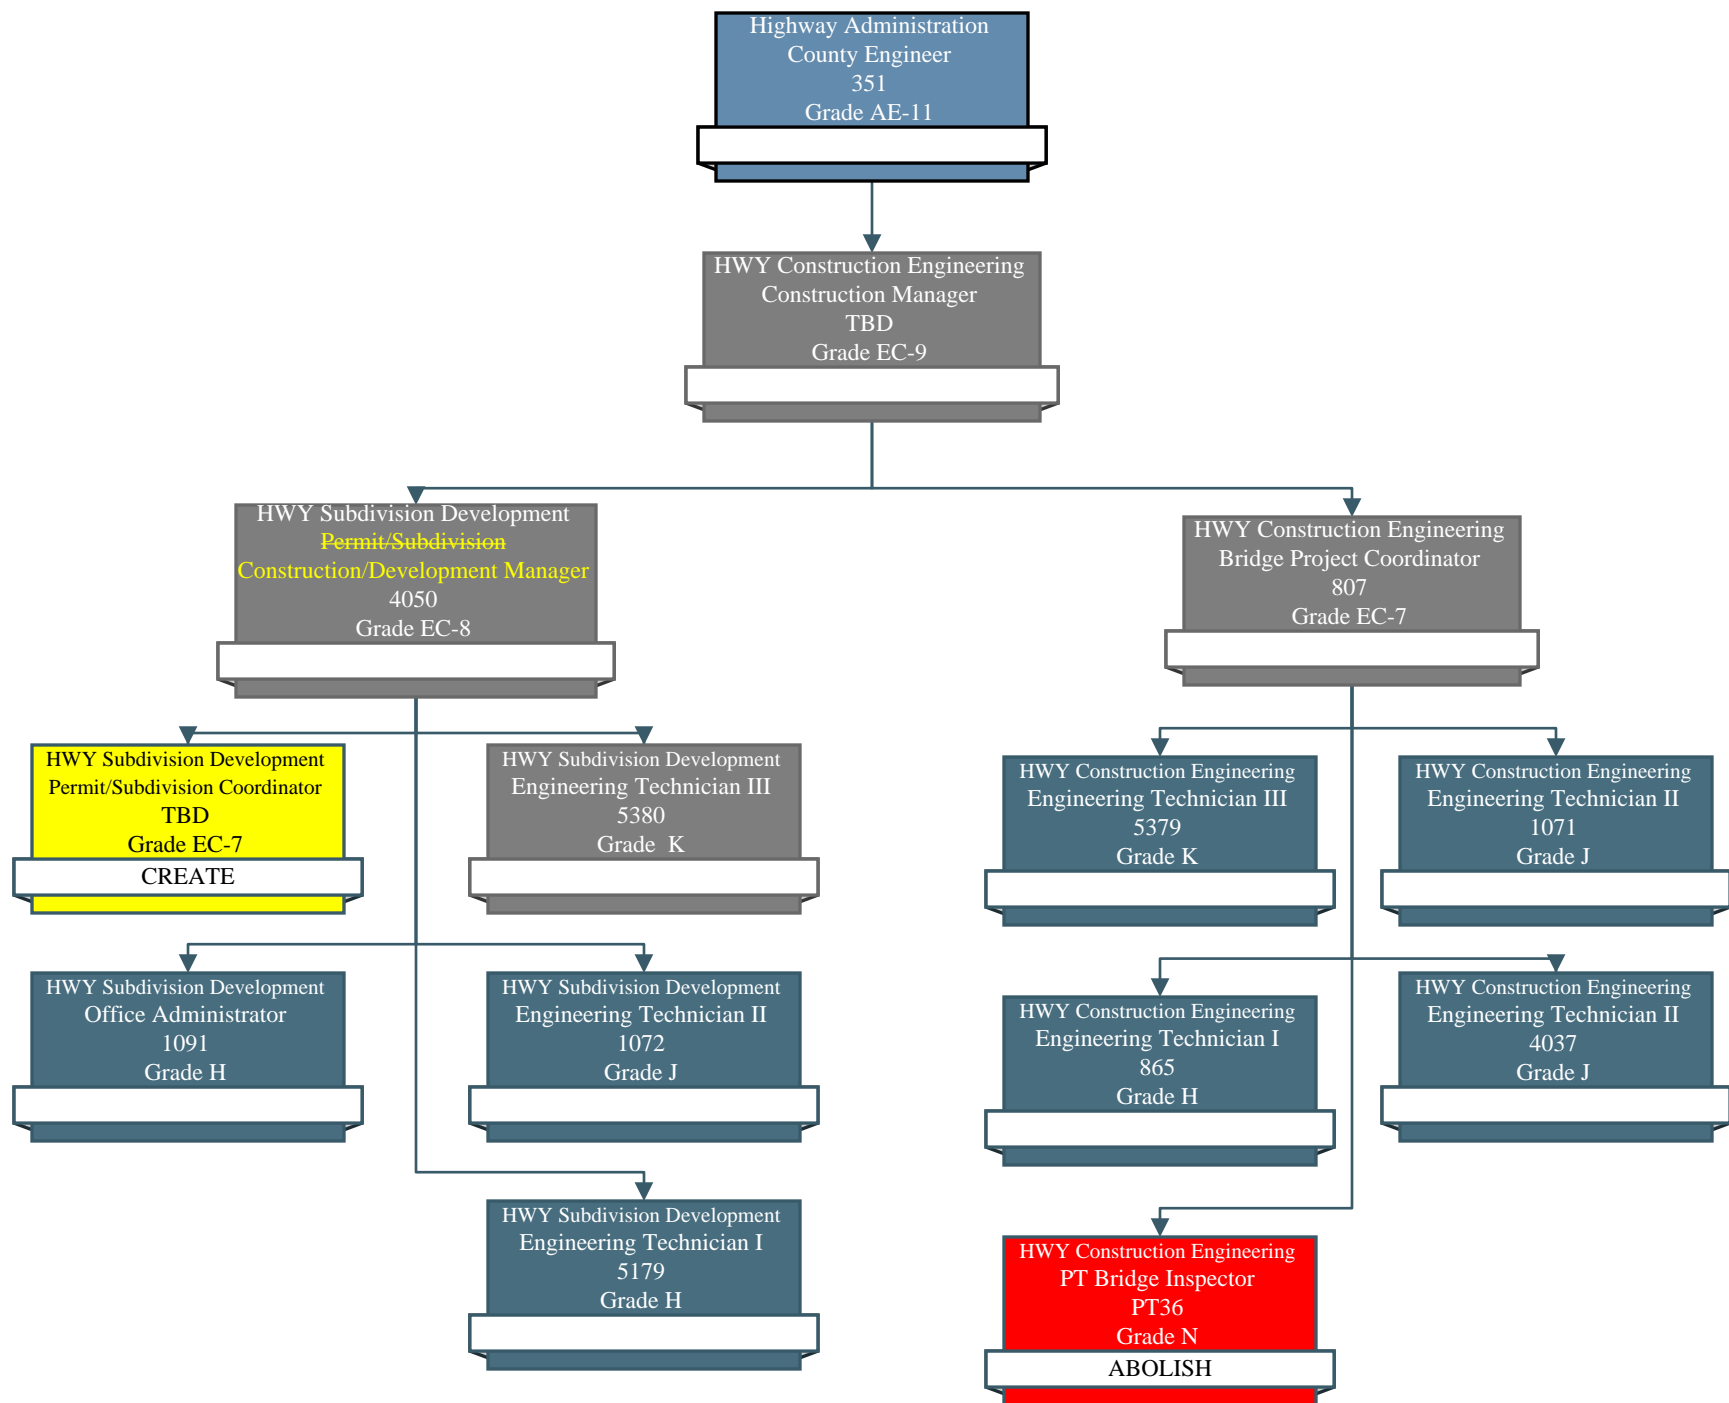 Highway Administration
County Engineer
351
Grade AE-11
HWY Construction Engineering
Construction Manager
TBD
Grade EC-9
HWY Subdivision Development
Permit/Subdivision
Construction/Development Manager
4050
Grade EC-8
HWY Construction Engineering
Bridge Project Coordinator
807
Grade EC-7
HWY Subdivision Development
Permit/Subdivision Coordinator
TBD
Grade EC-7
CREATE
HWY Subdivision Development
Engineering Technician III
5380
Grade  K
HWY Construction Engineering
Engineering Technician III
5379
Grade K
HWY Construction Engineering
Engineering Technician II
1071
Grade J
HWY Subdivision Development
Office Administrator
1091
Grade H
HWY Subdivision Development
Engineering Technician II
1072
Grade J
HWY Construction Engineering
Engineering Technician I
865
Grade H
HWY Construction Engineering
Engineering Technician II
4037
Grade J
HWY Subdivision Development
Engineering Technician I
5179
Grade H
HWY Construction Engineering
PT Bridge Inspector
PT36
Grade N
ABOLISH